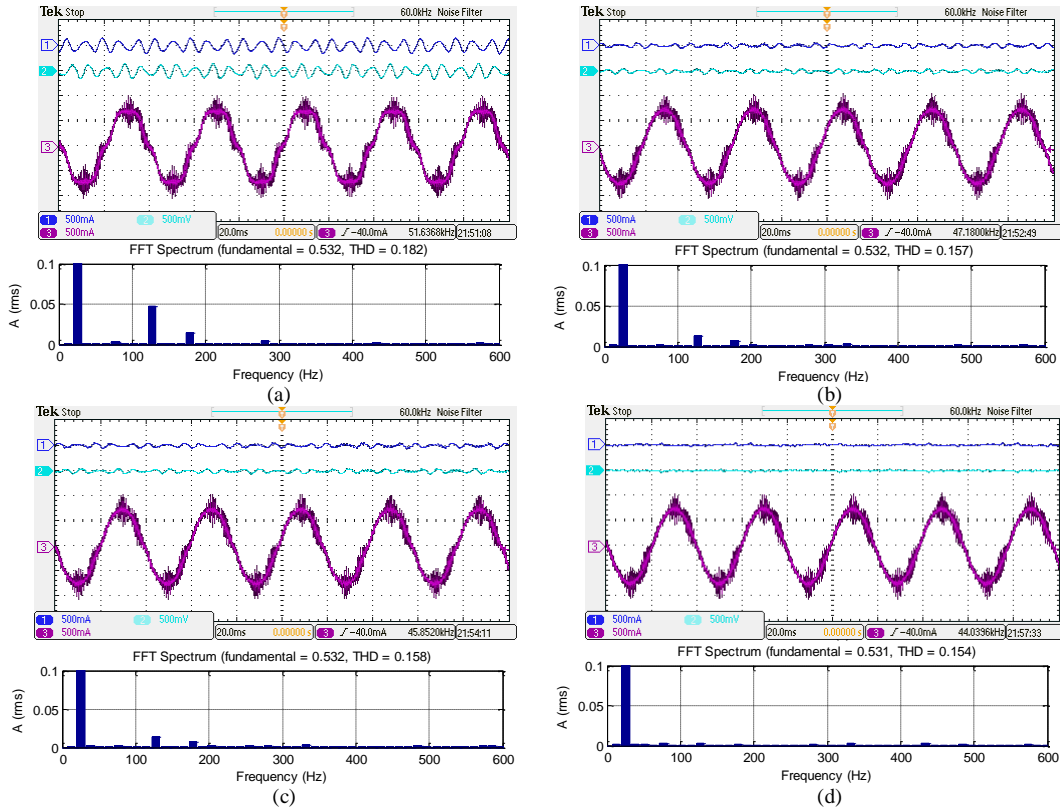 Tek Stop 60.0kHz Noise Filter
1
2
3
1 500mA 2 500mV
3 500mA
20.0ms 0.00000 s 3 -40.0mA 51.6368kHz 21:51:08
FFT Spectrum (fundamental = 0.532, THD = 0.182)
0.1
0.05
0
A (rms)
0 100 200 300 400 500 600
Frequency (Hz)
(a)
Tek Stop 60.0kHz Noise Filter
1
2
3
1 500mA 2 500mV
3 500mA
20.0ms 0.00000 s 3 -40.0mA 47.1800kHz 21:52:49
FFT Spectrum (fundamental = 0.532, THD = 0.157)
0.1
0.05
0
A (rms)
0 100 200 300 400 500 600
Frequency (Hz)
(b)
Tek Stop 60.0kHz Noise Filter
1
2
3
1 500mA 2 500mV
3 500mA
20.0ms 0.00000 s 3 -40.0mA 45.8520kHz 21:54:11
FFT Spectrum (fundamental = 0.532, THD = 0.158)
0.1
0.05
0
A (rms)
0 100 200 300 400 500 600
Frequency (Hz)
(c)
Tek Stop 60.0kHz Noise Filter
1
2
3
1 500mA 2 500mV
3 500mA
20.0ms 0.00000 s 3 -40.0mA 44.0396kHz 21:57:33
FFT Spectrum (fundamental = 0.531, THD = 0.154)
0.1
0.05
0
A (rms)
0 100 200 300 400 500 600
Frequency (Hz)
(d)